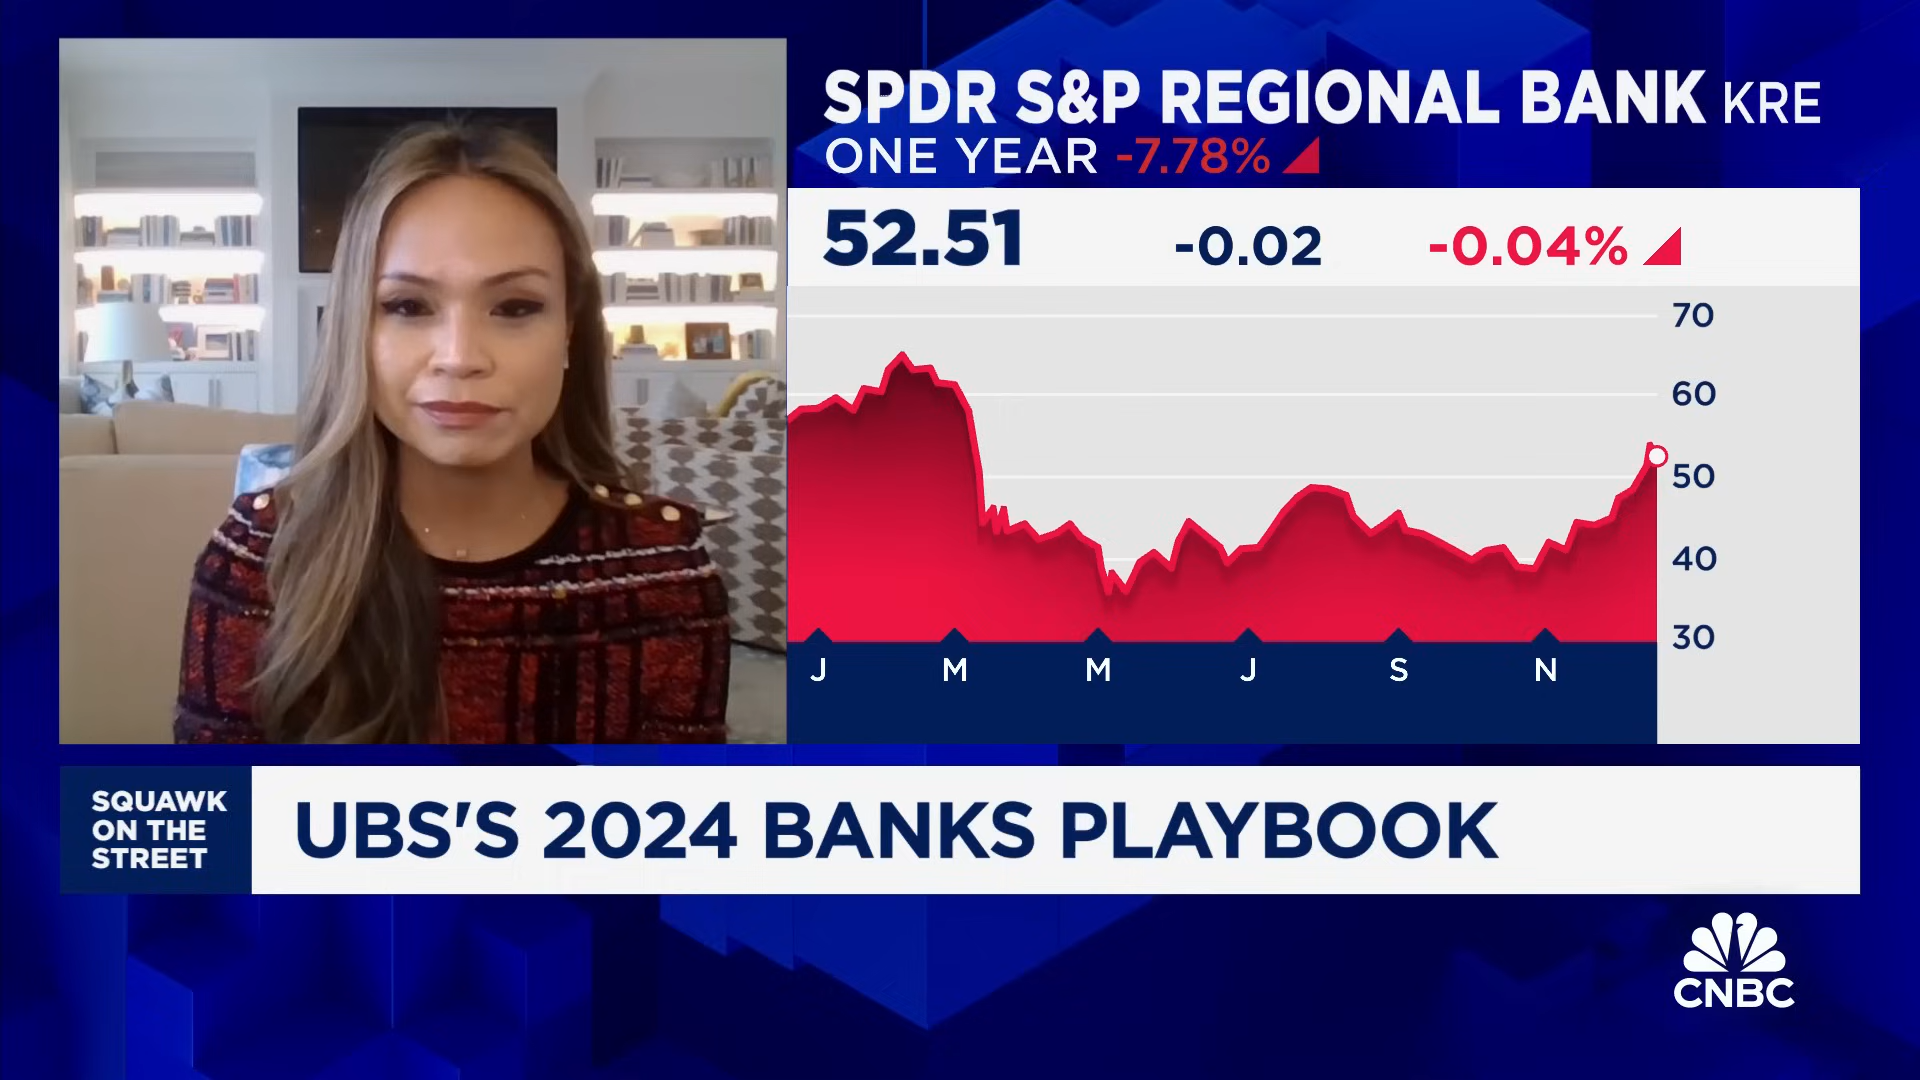 SPDR S&P REGIONAL BANK KRE
ONE YEAR -7.78%
52.51 -0.02 -0.04%
70
60
50
40
30
J M M J S N
SQUAWK
ON THE
STREET
UBS'S 2024 BANKS PLAYBOOK
CNBC